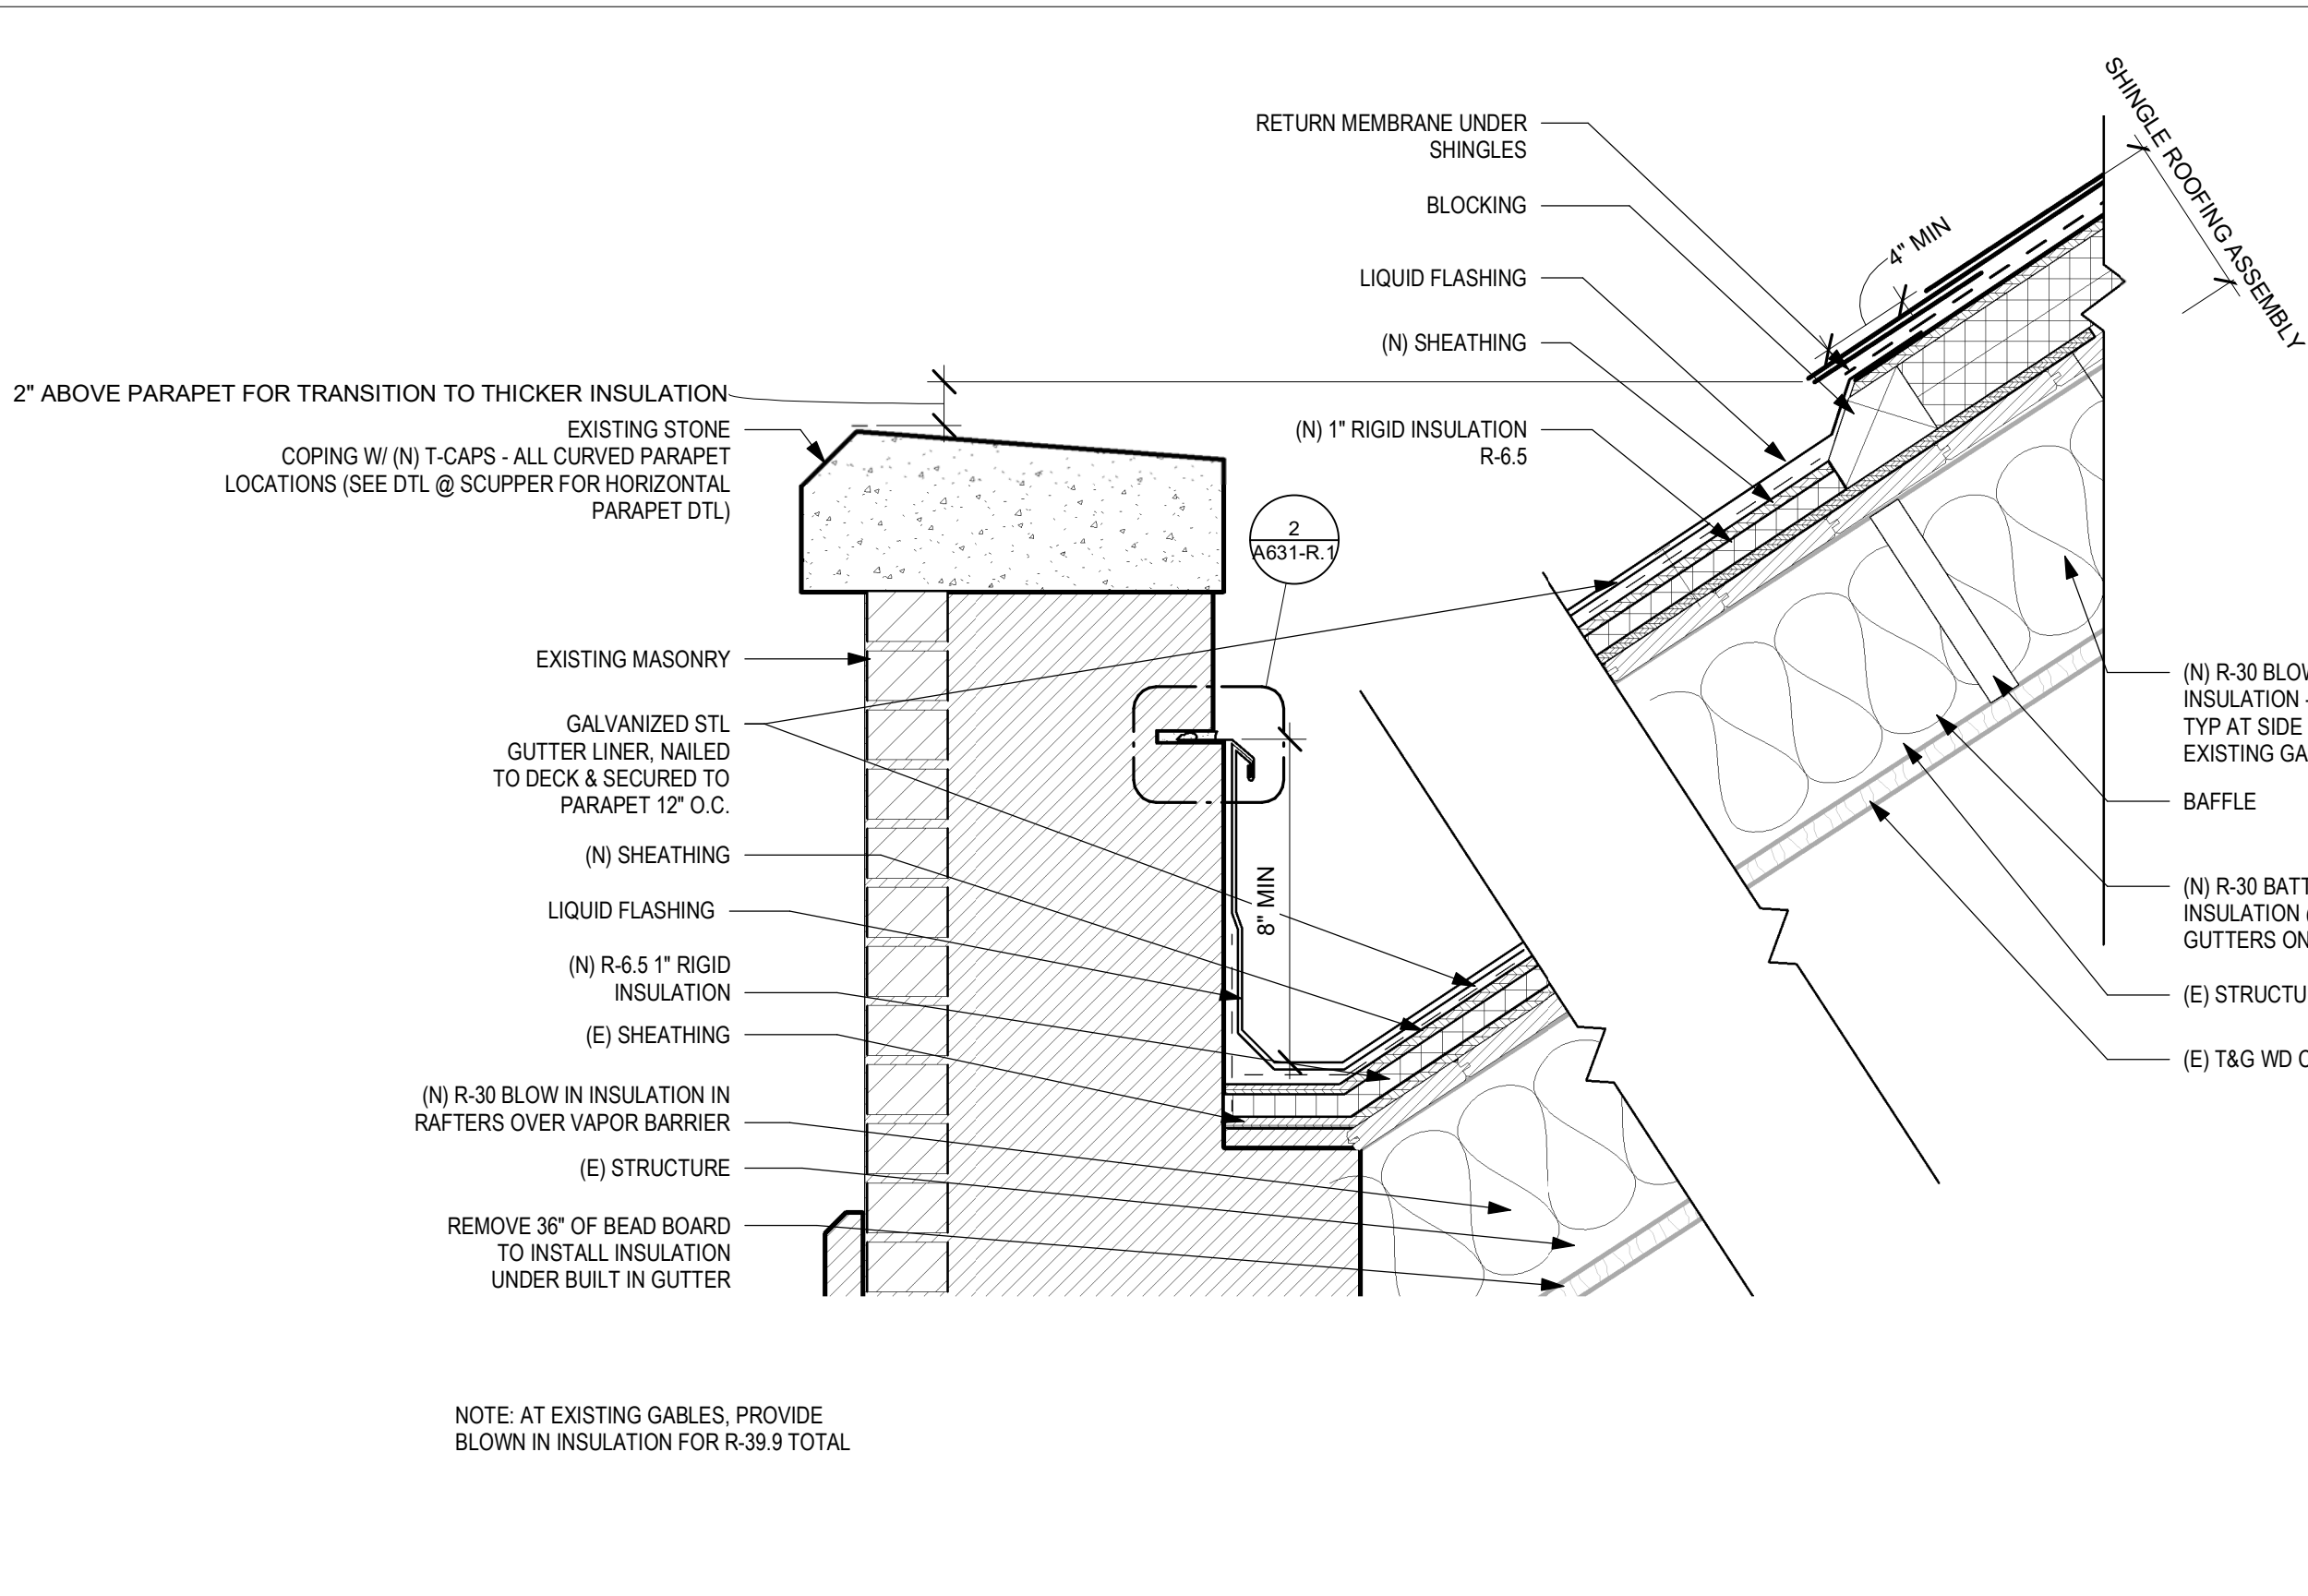 SHINGLE ROOFING ASSEMBLY
RETURN MEMBRANE UNDER
SHINGLES
BLOCKING
4" MIN
LIQUID FLASHING
(N) SHEATHING
(N) 1" RIGID INSULATION
R-6.5
2" ABOVE PARAPET FOR TRANSITION TO THICKER INSULATION
EXISTING STONE
COPING W/ (N) T-CAPS - ALL CURVED PARAPET
LOCATIONS (SEE DTL @ SCUPPER FOR HORIZONTAL
PARAPET DTL)
2
A631-R.1
EXISTING MASONRY
GALVANIZED STL
GUTTER LINER, NAILED
TO DECK & SECURED TO
PARAPET 12" O.C.
(N) SHEATHING
LIQUID FLASHING
8" MIN
(N) R-6.5 1" RIGID
INSULATION
(E) SHEATHING
(N) R-30 BLOW IN INSULATION IN
RAFTERS OVER VAPOR BARRIER
(E) STRUCTURE
REMOVE 36" OF BEAD BOARD
TO INSTALL INSULATION
UNDER BUILT IN GUTTER
(N) R-30
INSULATION -
TYP AT SIDE
EXISTING
BAFFLE
(N) R-30 BATT
INSULATION
GUTTERS ON
(E)
(E) T&G WD
NOTE: AT EXISTING GABLES, PROVIDE
BLOWN IN INSULATION FOR R-39.9 TOTAL